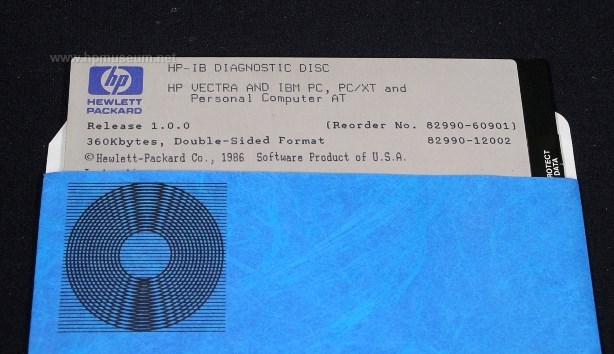 www.hpmuseum.net
hp
HEWLETT
PACKARD
HP-IB DIAGNOSTIC DISC
HP VECTRA AND IBM PC, PC/XT and
Personal Computer AT
Release 1.0.0 (Reorder No. 82990-60901)
360Kbytes, Double-Sided Format 82990-12002
©Hewlett-Packard Co., 1986 Software Product of U.S.A.
DATA